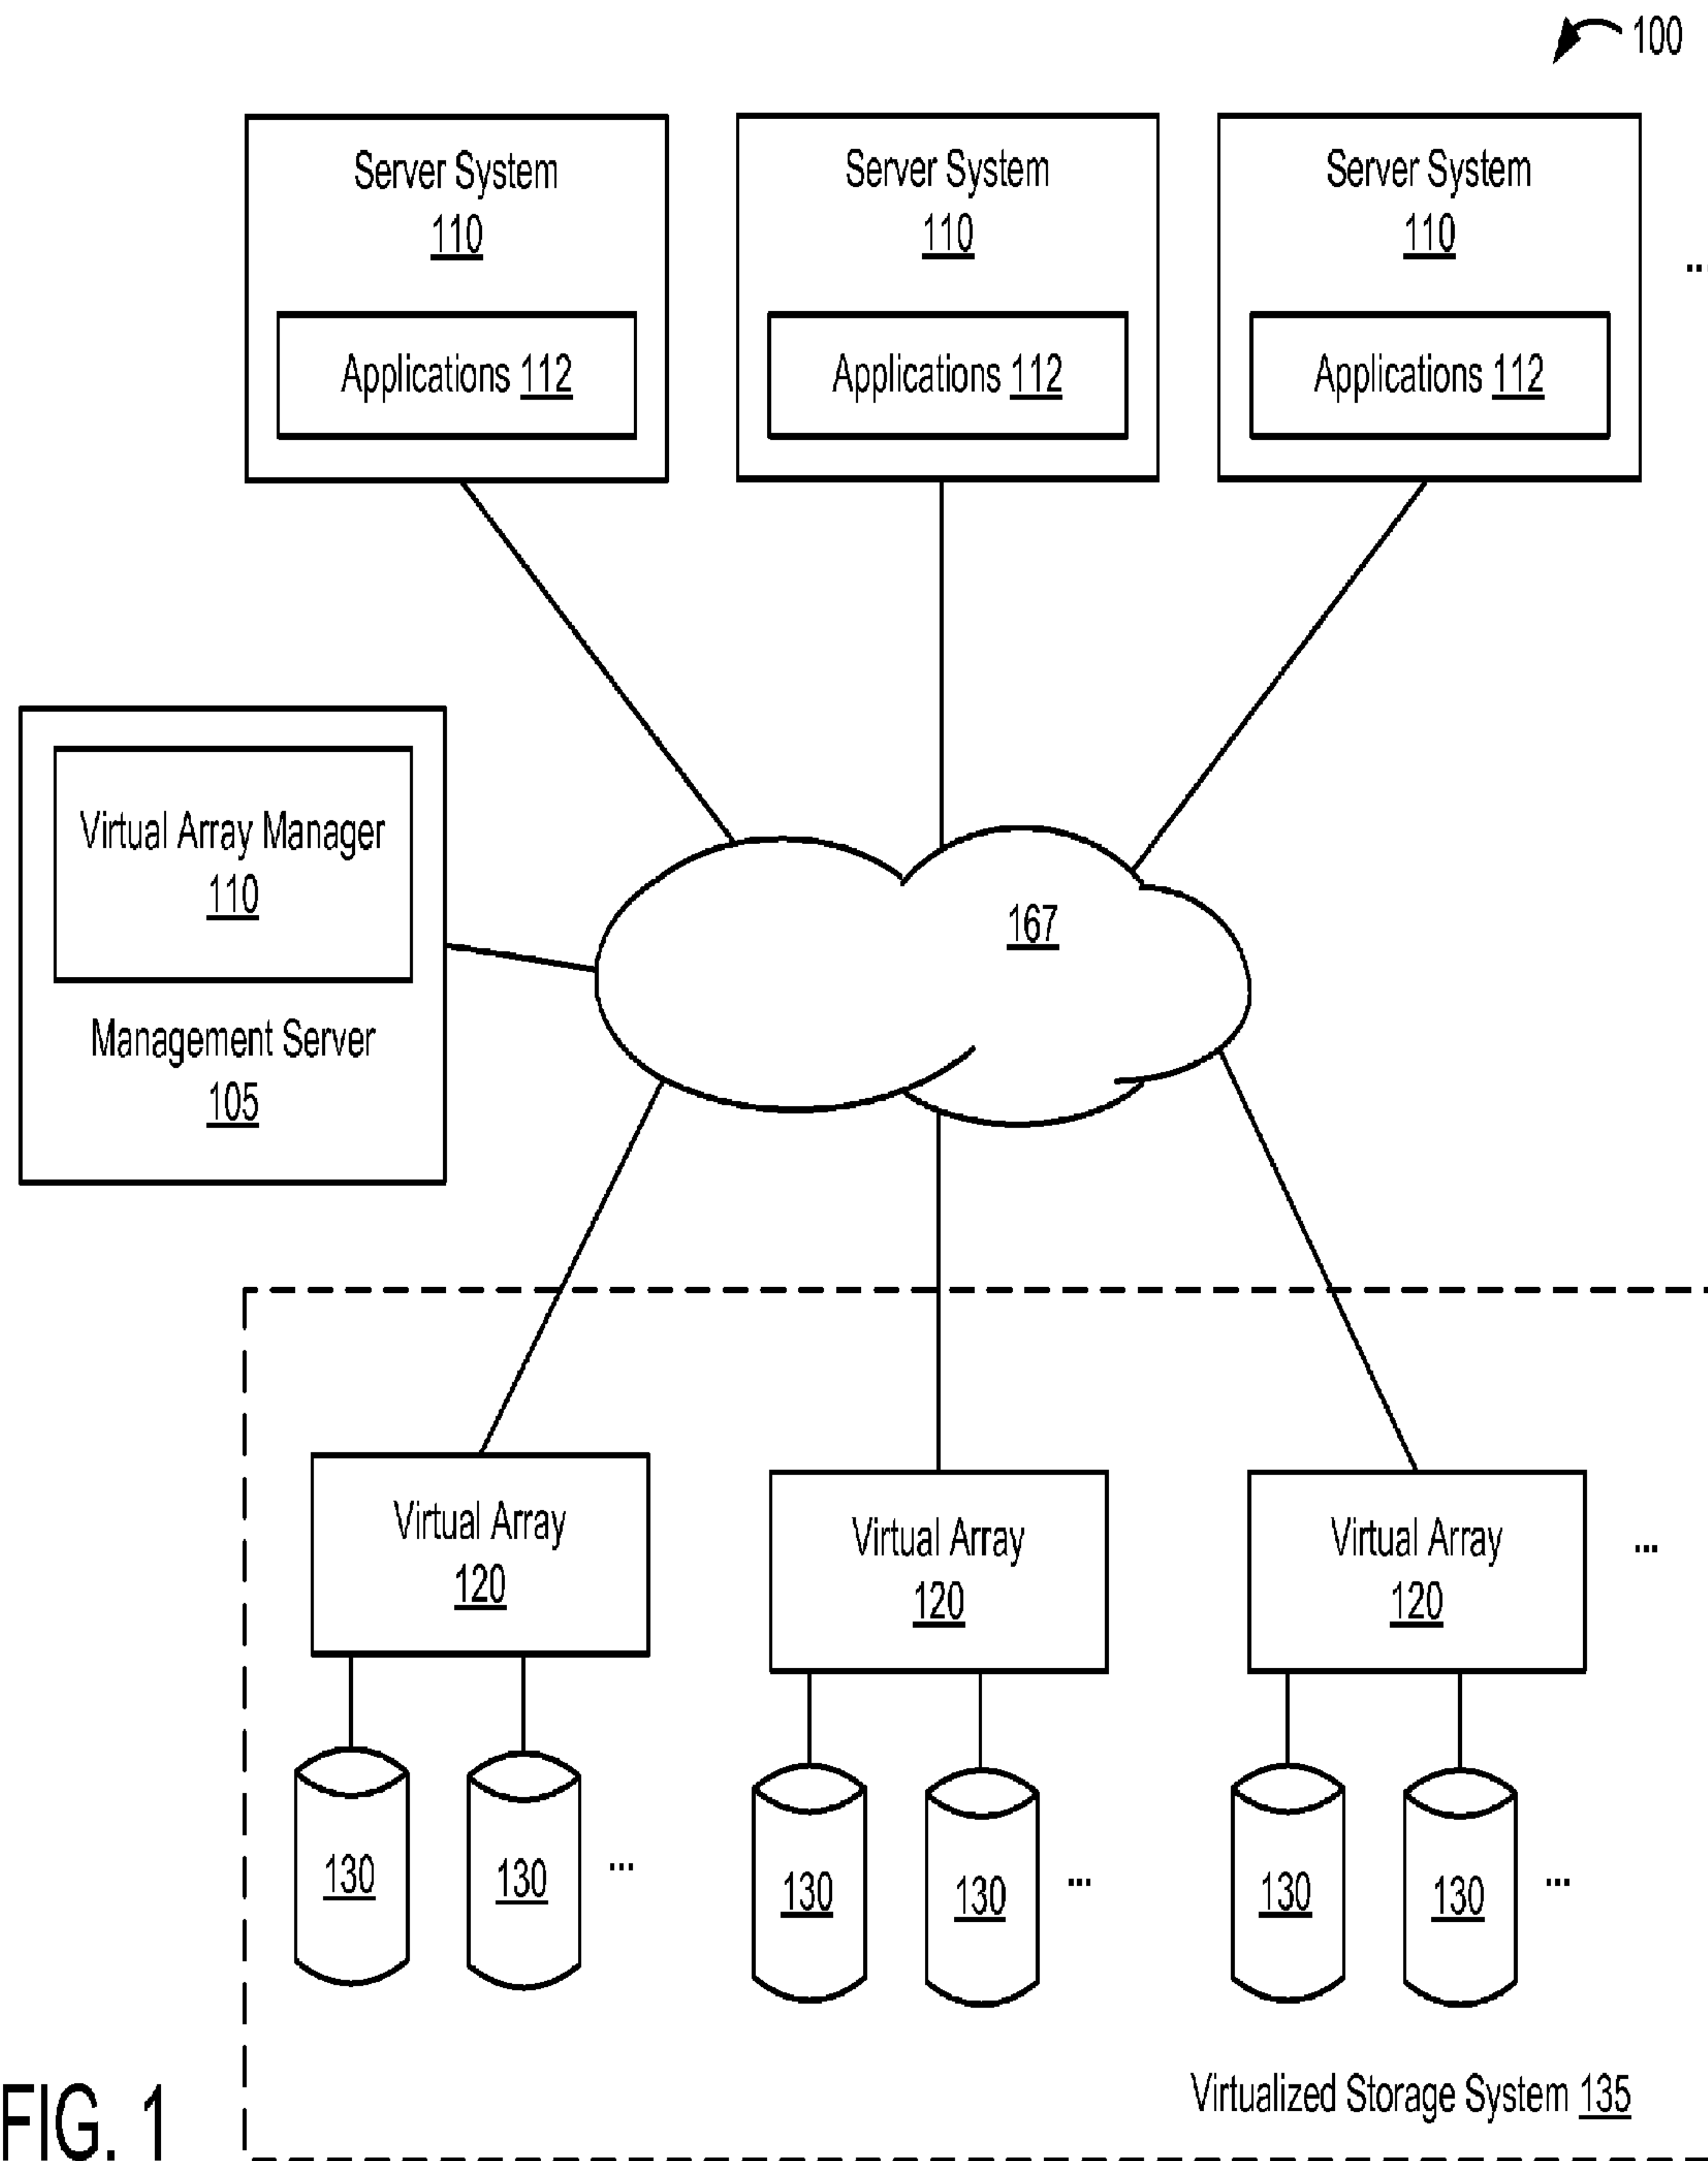 100
Server System
110
Applications 112
Server System
110
Applications 112
Server System
110
Applications 112
...
Virtual Array Manager
110
Management Server
105
167
Virtual Array
120
Virtual Array
120
Virtual Array
120
...
130
130
...
130
130
...
130
130
...
Virtualized Storage System 135
FIG. 1